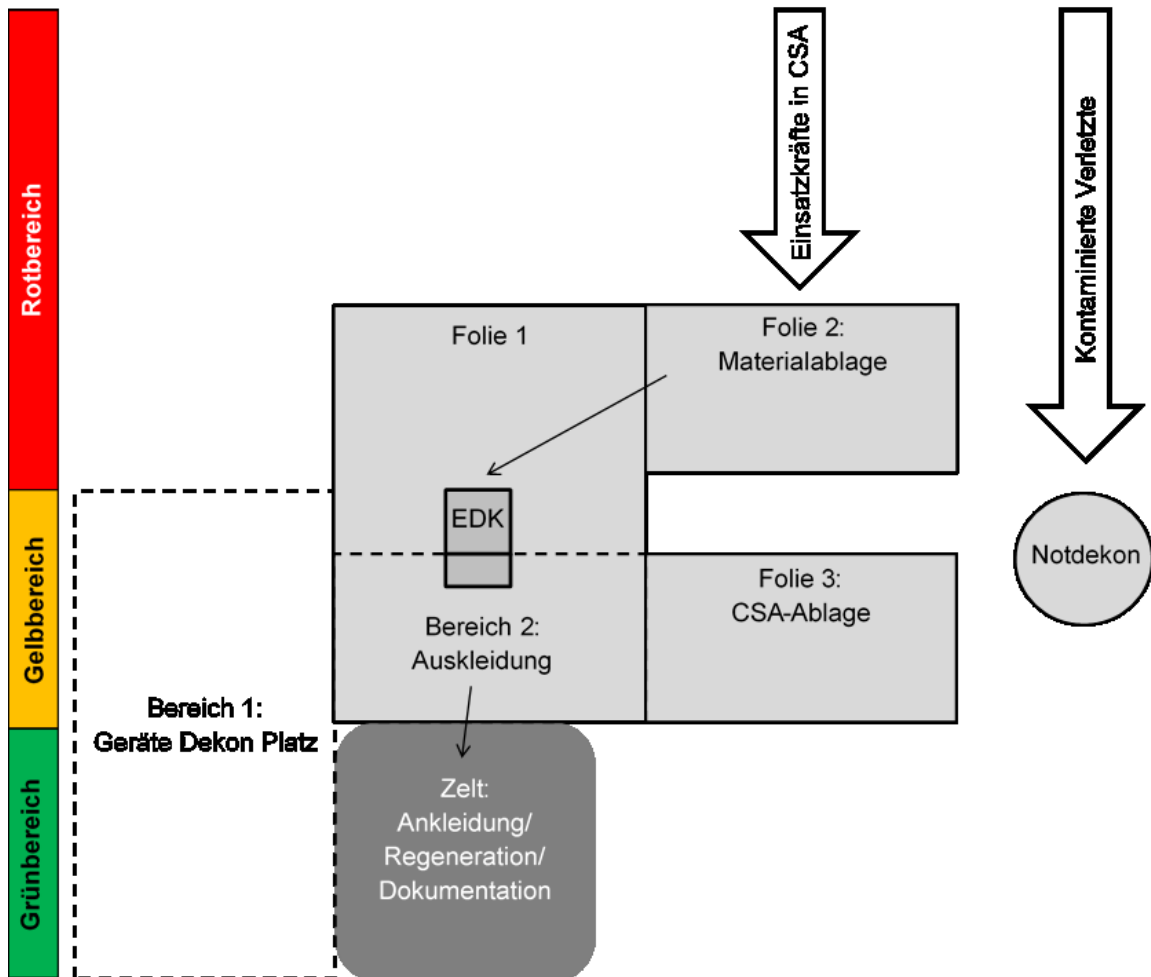 Rotbereich
Gelbbereich
Grünbereich
Einsatzkräfte in CSA
Kontaminierte Verletzte
Folie 1
Folie 2:
Materialablage
EDK
Notdekon
Folie 3:
CSA-Ablage
Bereich 2:
Auskleidung
Bereich 1:
Geräte Dekon Platz
Zelt:
Ankleidung/
Regeneration/
Dokumentation